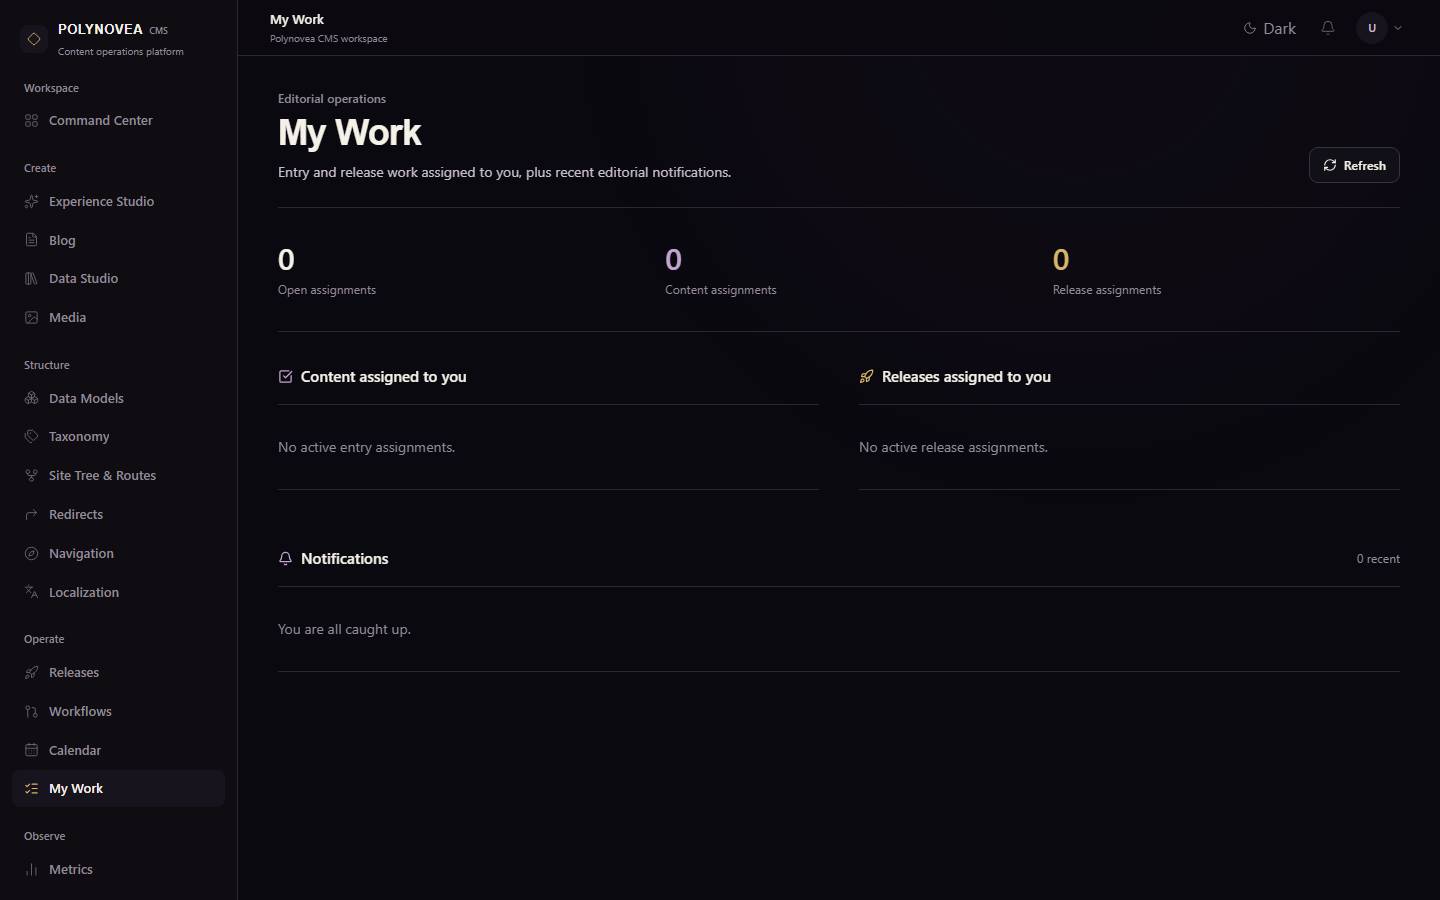 POLYNOVEA CMS
Content operations platform
Workspace
Command Center
Create
Experience Studio
Blog
Data Studio
Media
Structure
Data Models
Taxonomy
Site Tree & Routes
Redirects
Navigation
Localization
Operate
Releases
Workflows
Calendar
My Work
Observe
Metrics
My Work
Polynovea CMS workspace
Dark
U
Editorial operations
My Work
Entry and release work assigned to you, plus recent editorial notifications.
Refresh
0
Open assignments
0
Content assignments
0
Release assignments
Content assigned to you
No active entry assignments.
Releases assigned to you
No active release assignments.
Notifications
0 recent
You are all caught up.